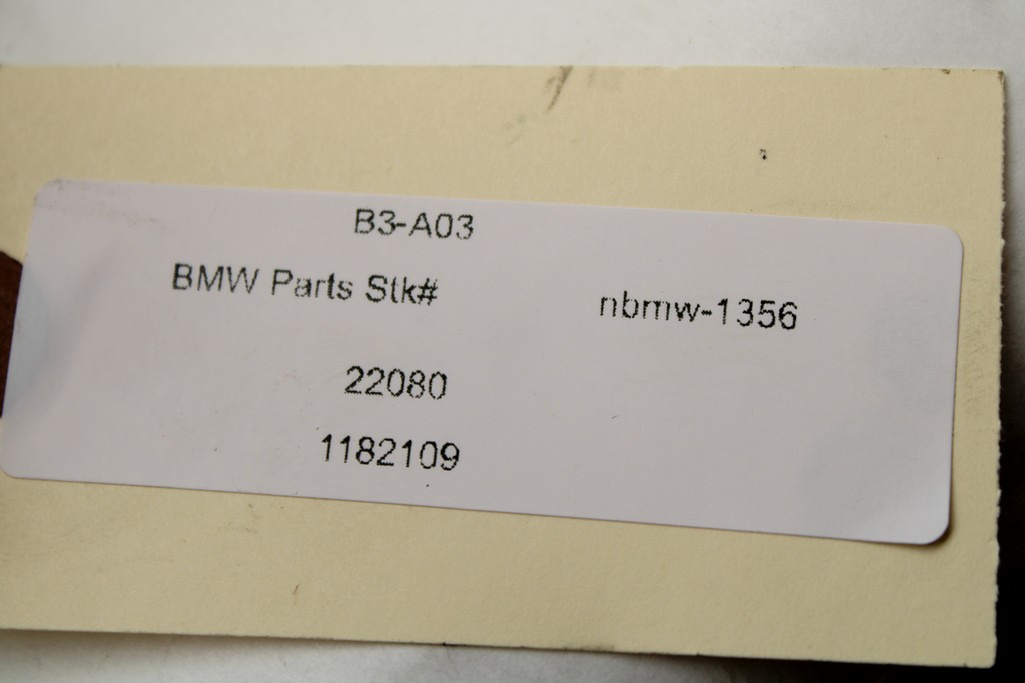 B3-A03
BMW Parts Stk# nbmw-1356
22080
1182109